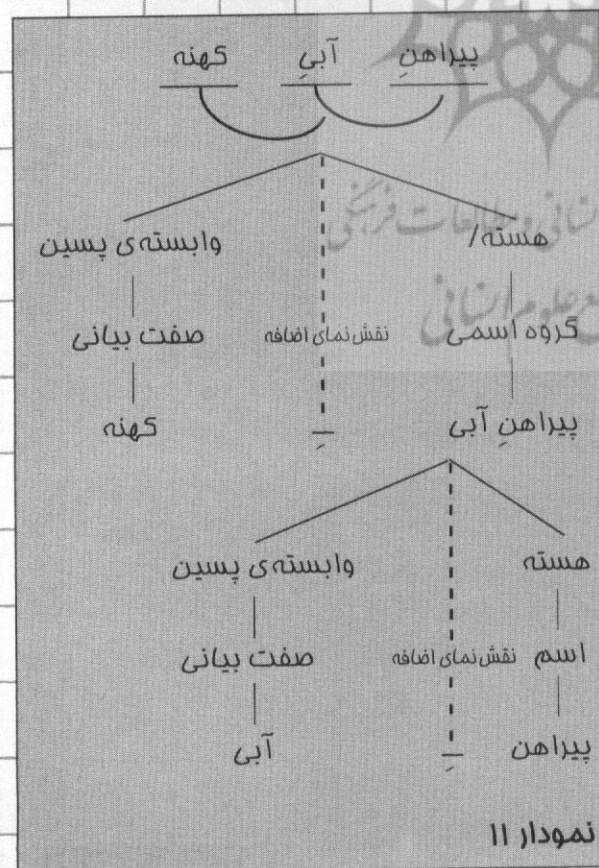 پیراهنِ آبیِ کهنه
هسته/ وابسته‌ی پسین
گروه اسمی نقش‌نمای اضافه صفت بیانی
پیراهنِ آبی ـِ کهنه
هسته وابسته‌ی پسین
اسم نقش‌نمای اضافه صفت بیانی
پیراهن ـِ آبی
نمودار ۱۱